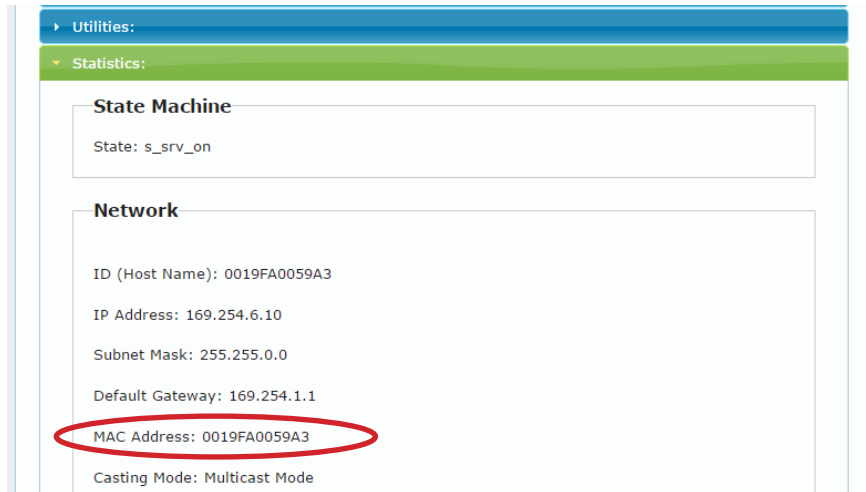 Utilities:
Statistics:
State Machine
State: s_srv_on
Network
ID (Host Name): 0019FA0059A3
IP Address: 169.254.6.10
Subnet Mask: 255.255.0.0
Default Gateway: 169.254.1.1
MAC Address: 0019FA0059A3
Casting Mode: Multicast Mode